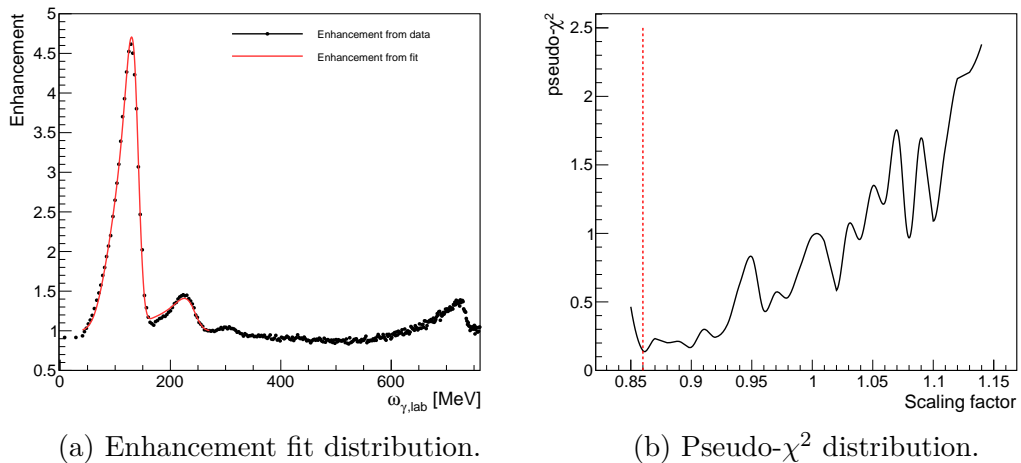 Enhancement
5
4.5
4
3.5
3
2.5
2
1.5
1
0.5
0 200 400 600
ω_{γ,lab} [MeV]
Enhancement from data
Enhancement from fit
(a) Enhancement fit distribution.
pseudo-χ²
2.5
2
1.5
1
0.5
0
0.85 0.9 0.95 1 1.05 1.1 1.15
Scaling factor
(b) Pseudo-χ² distribution.